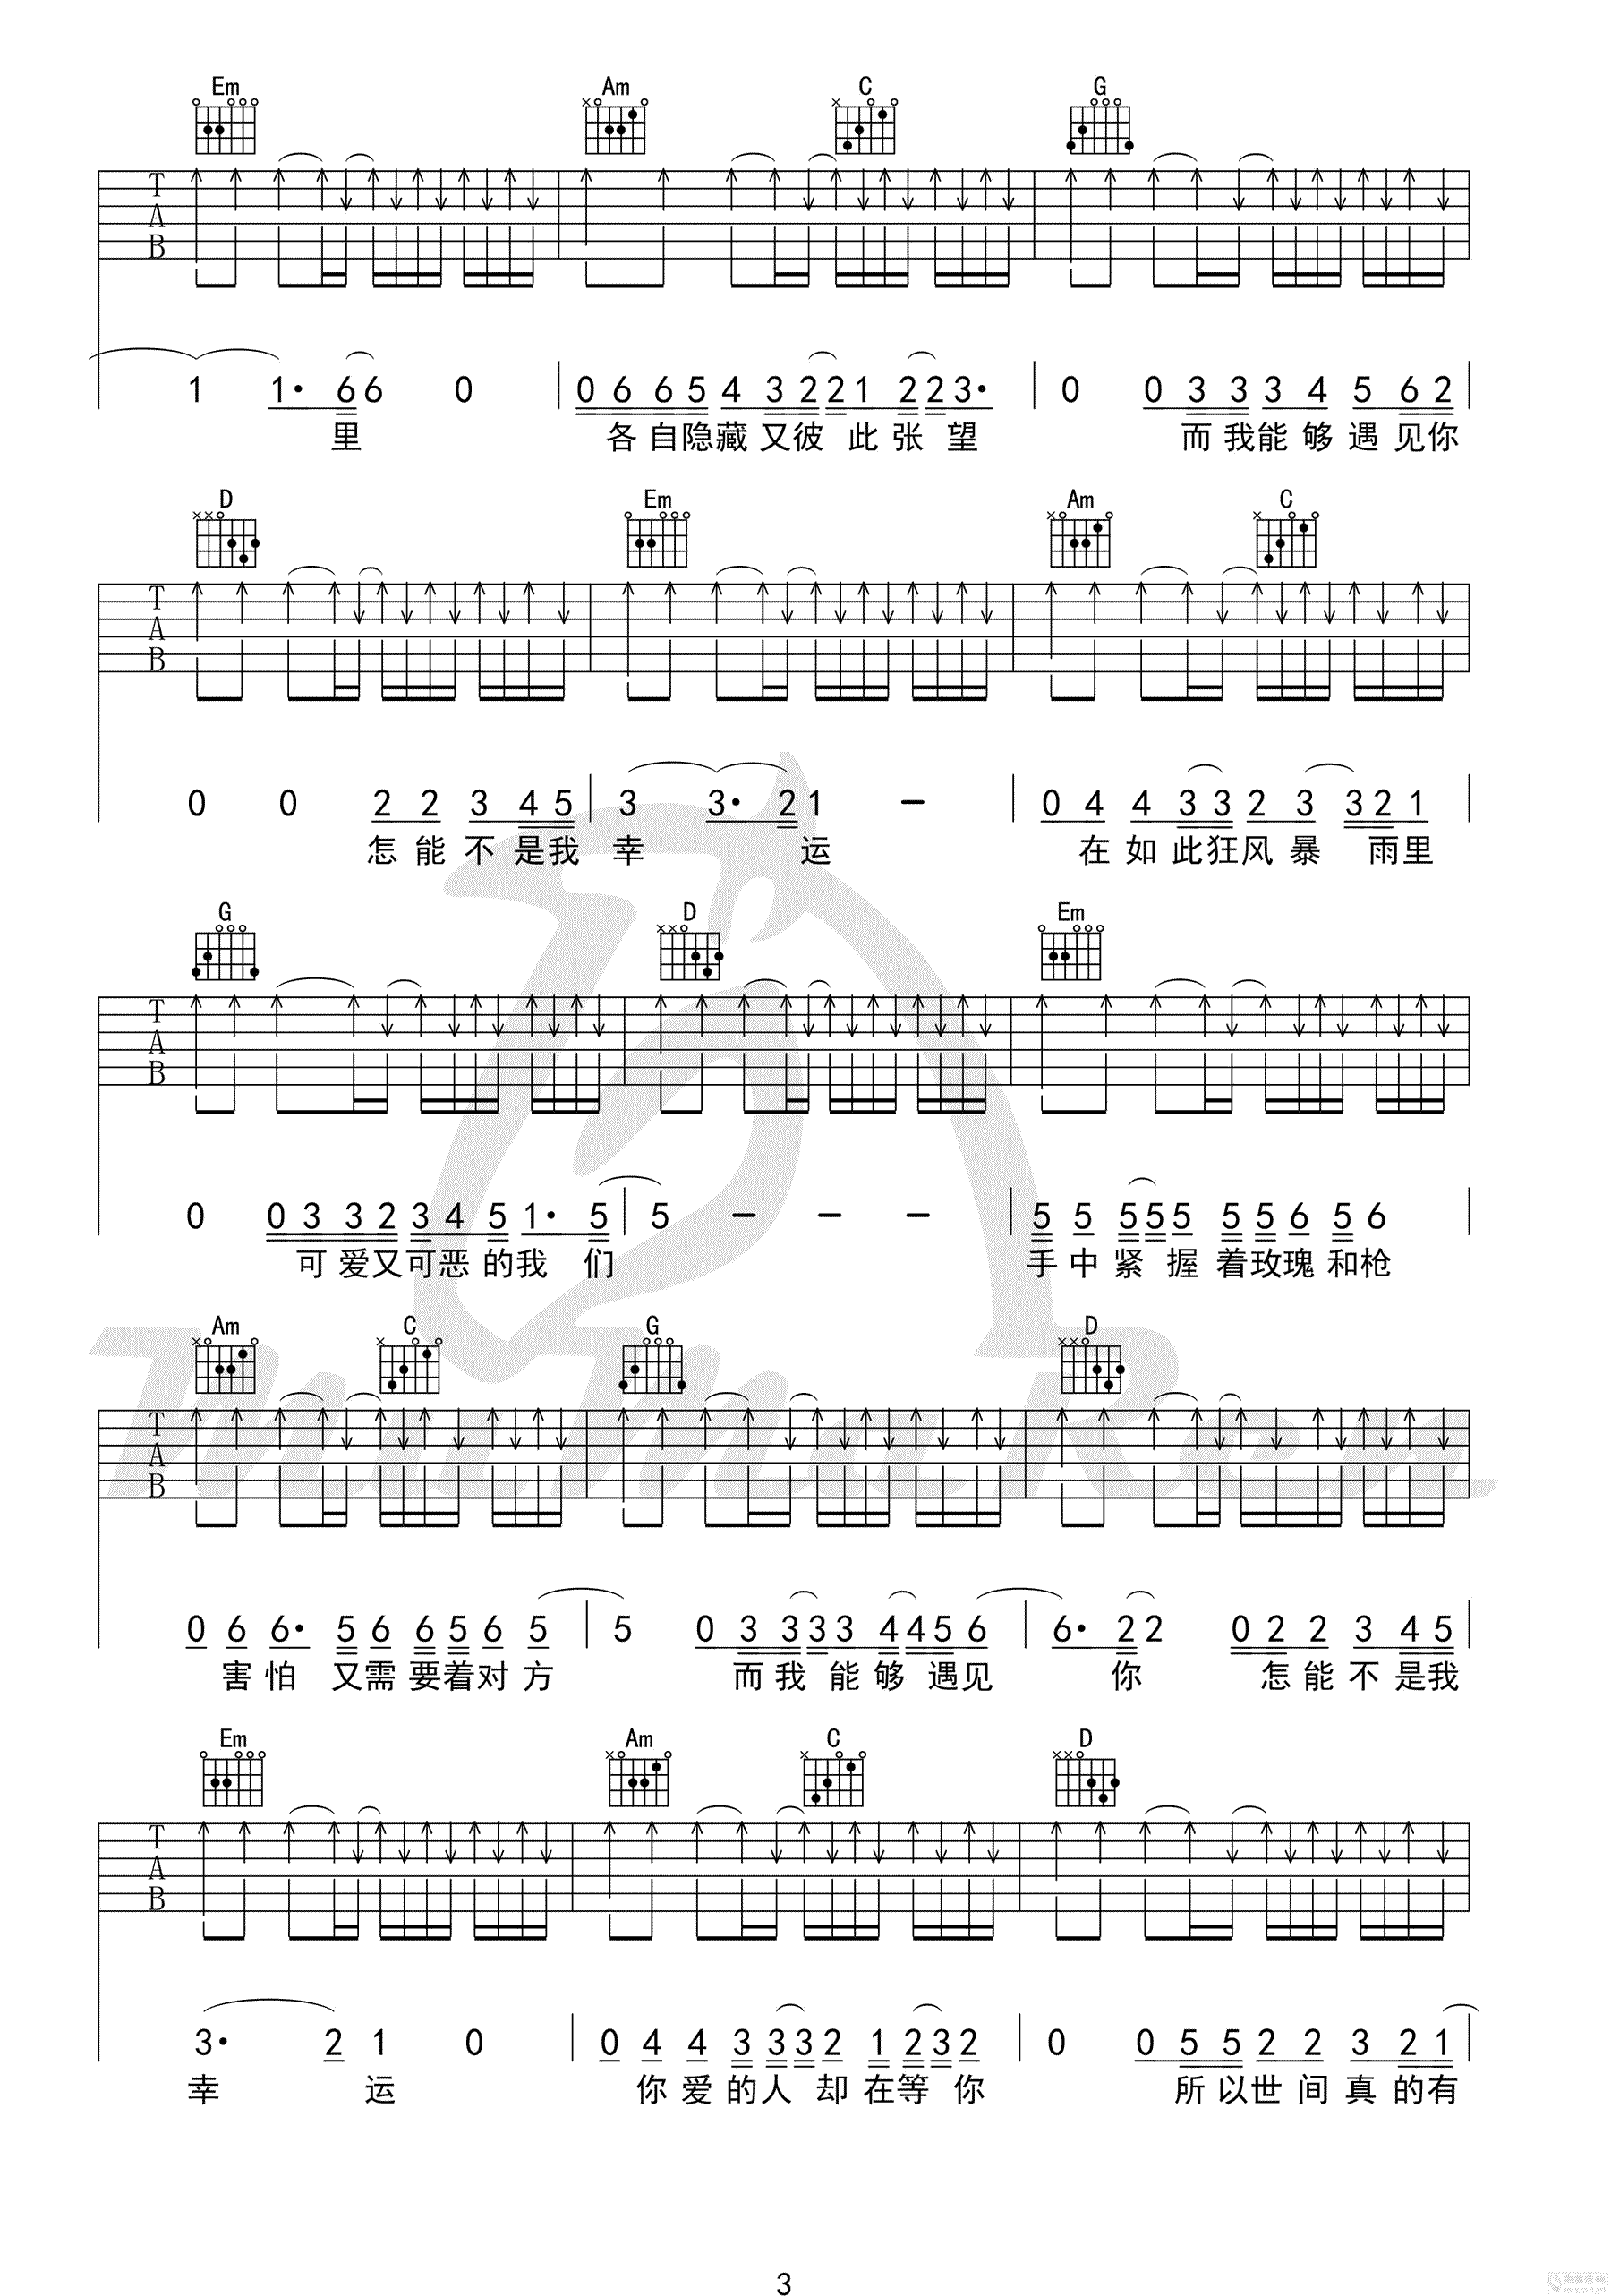 Em Am C G
T
A
B
1 1· 6 6 0 0 6 6 5 4 3 2 2 1 2 2 3· 0 0 3 3 3 4 5 6 2
里 各自隐藏又彼此张望 而我能够遇见你
D Em Am C
T
A
B
0 0 2 2 3 4 5 3 3· 2 1 - 0 4 4 3 3 2 3 3 2 1
怎能不是我幸运 在如此狂风暴雨里
G D Em
T
A
B
0 0 3 3 2 3 4 5 1· 5 5 - - - 5 5 5 5 5 5 5 6 5 6
可爱又可恶的我们 手中紧握着玫瑰和枪
Am C G D
T
A
B
0 6 6· 5 6 6 5 6 5 5 0 3 3 3 3 4 4 5 6 6· 2 2 0 2 2 3 4 5
害怕又需要着对方 而我能够遇见你 怎能不是我
Em Am C D
T
A
B
3· 2 1 0 0 4 4 3 3 3 2 1 2 3 2 0 0 5 5 2 2 3 2 1
幸运 你爱的人却在等你 所以世间真的有
MuMaRen
3